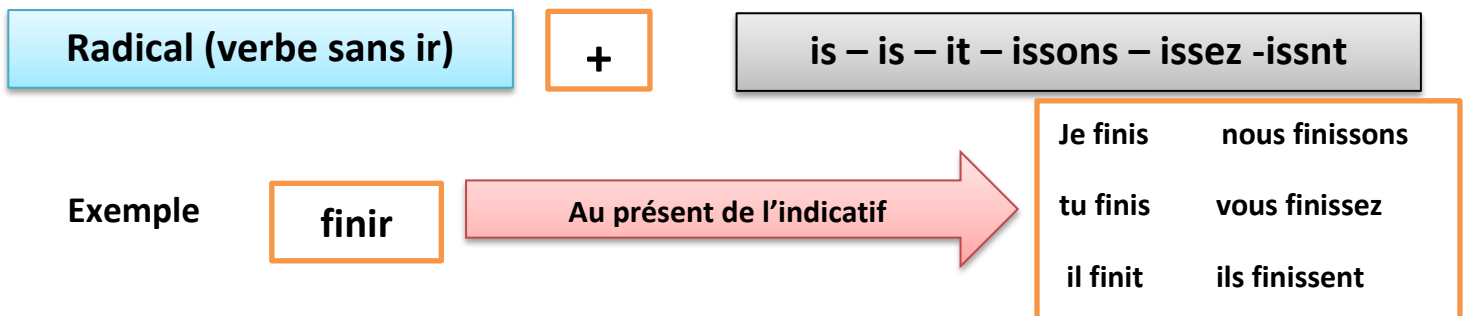 Radical (verbe sans ir) + is – is – it – issons – issez -issnt
Je finis nous finissons
Exemple finir Au présent de l’indicatif tu finis vous finissez
il finit ils finissent